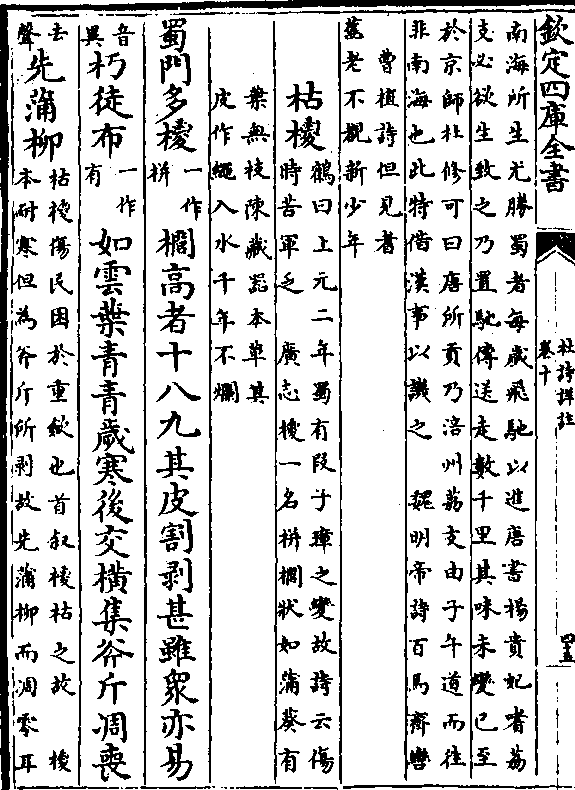 欽定四庫全書
杜詩詳註
卷十
四五
南海所生尤勝蜀者每歲飛馳以進唐書楊貴妃嗜荔
支必欲生致之乃置馳傳送走數千里其味未變已至
於京師杜修可曰唐所貢乃涪州荔支由子午道而往
非南海也此特借漢事以譏之 魏明帝詩百馬齊轡
曹植詩但見耆
舊老不覩新少年
枯椶 鶴曰上元二年蜀有段子璋之變故詩云傷
時苦軍乏 廣志椶一名栟櫚狀如蒲葵有
葉無枝陳藏器本草其
皮作繩入水千年不爛
蜀門多椶一作栟櫚高者十八九其皮割剝甚雖衆亦易
音異朽徒布一作有如雲葉青青歲寒後交橫集斧斤凋喪
去聲先蒲柳 枯椶傷民困於重歛也首叙椶枯之故 椶
本耐寒但為斧斤所剝故先蒲柳而凋零耳